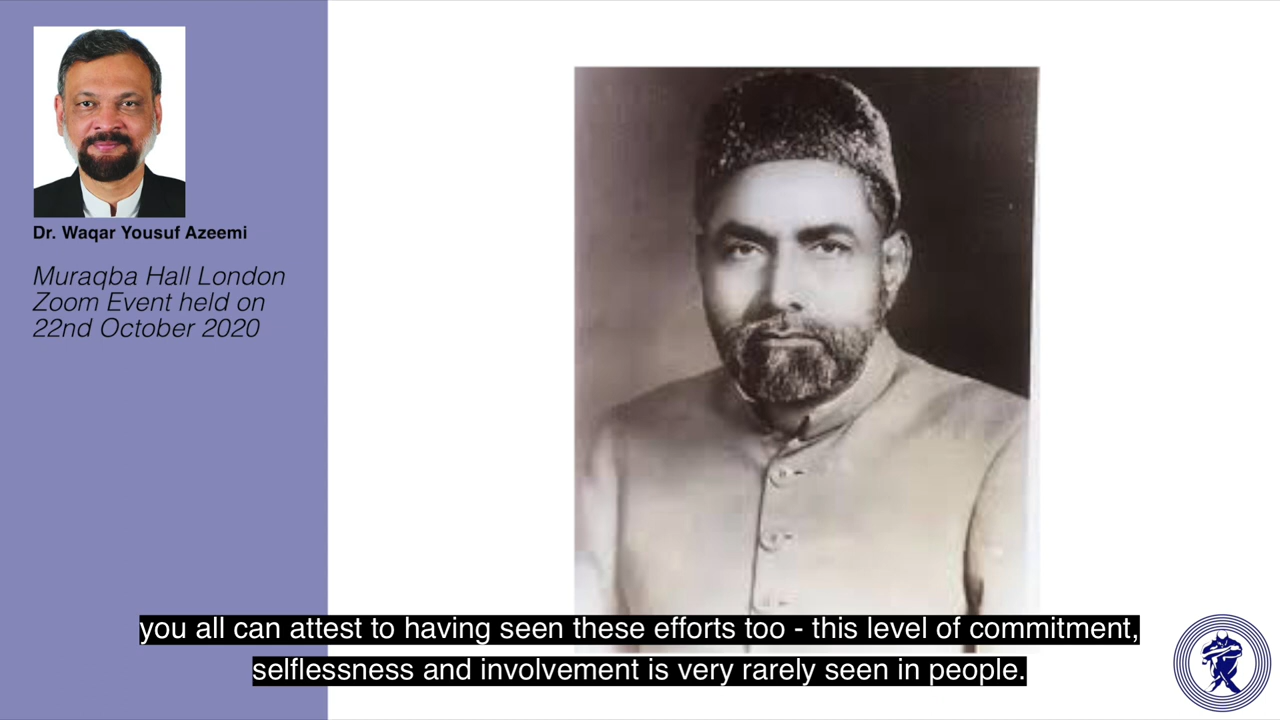 Dr. Waqar Yousuf Azeemi
Muraqba Hall London
Zoom Event held on
22nd October 2020
you all can attest to having seen these efforts too - this level of commitment,
selflessness and involvement is very rarely seen in people.